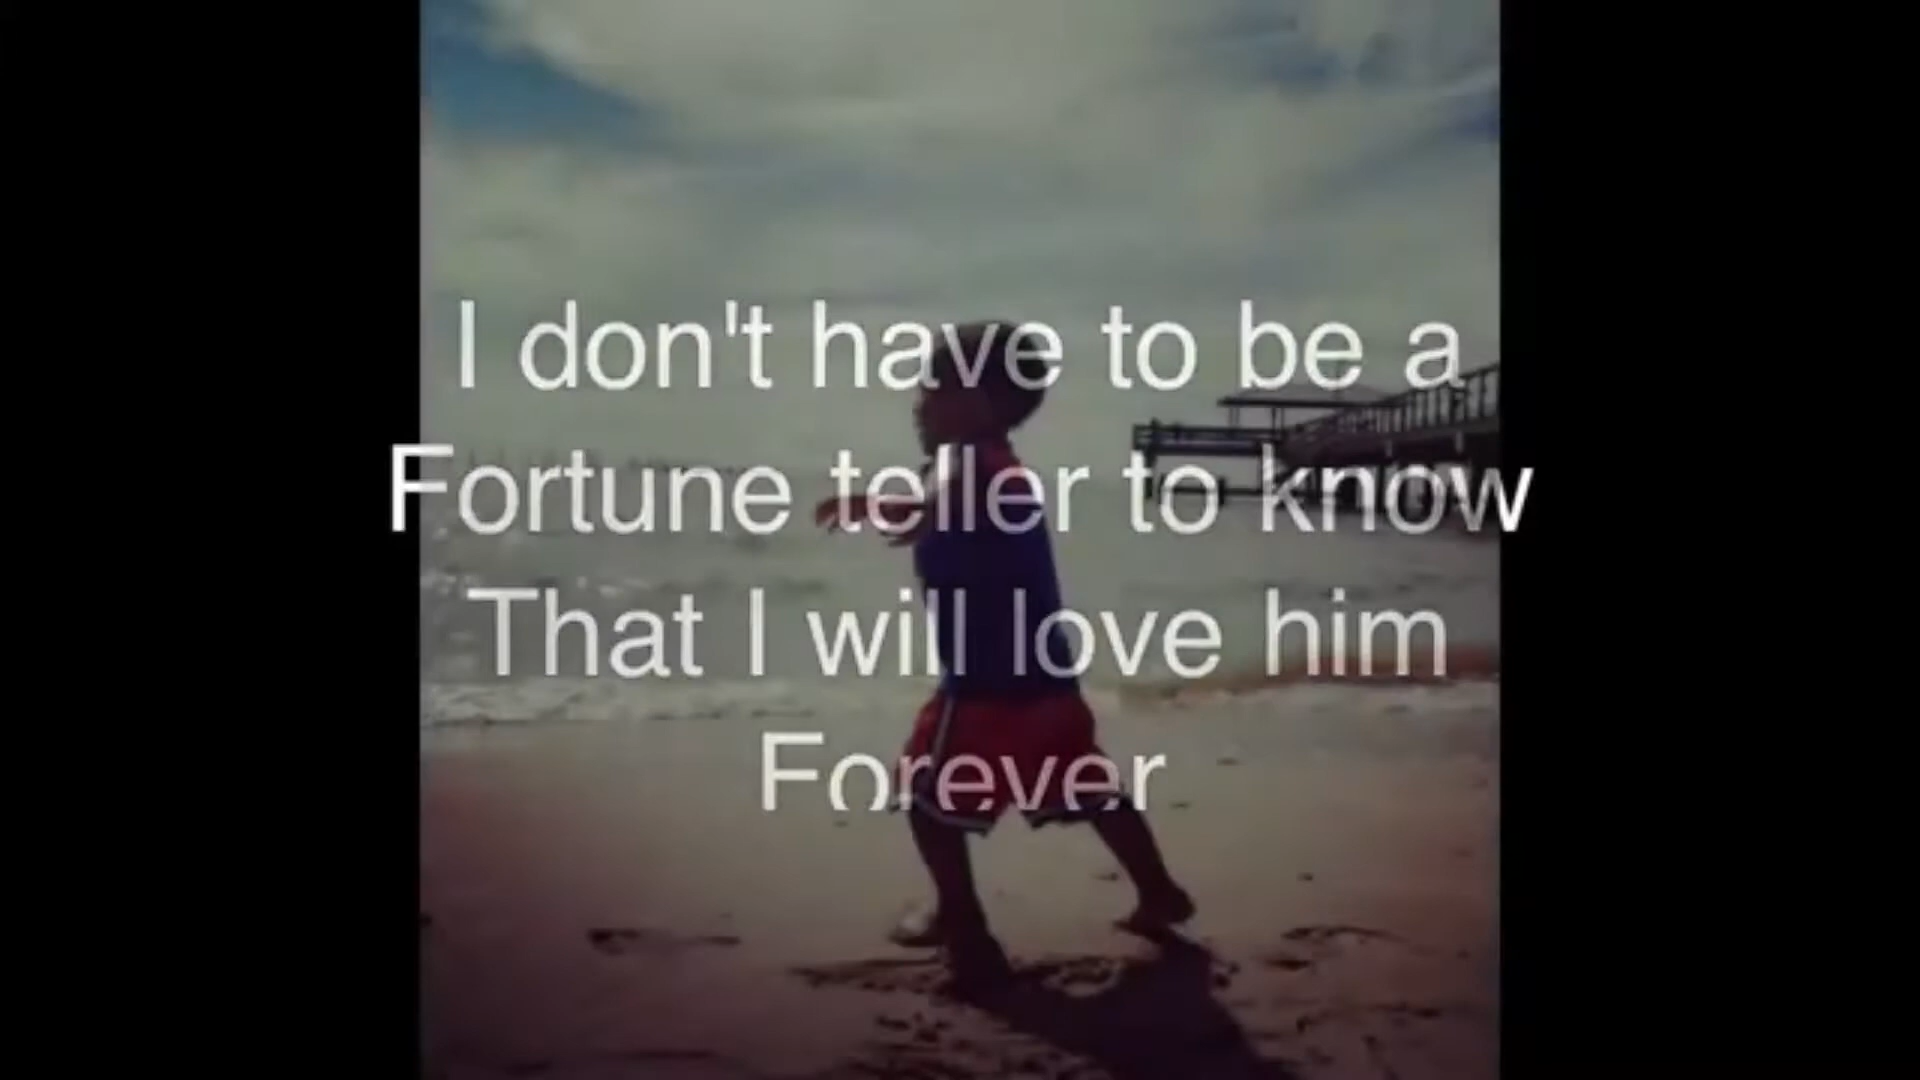 I don't have to be a
Fortune teller to know
That I will love him
Forever